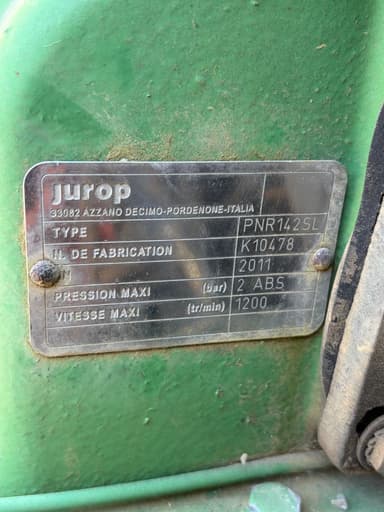 jurop
33082 AZZANO DECIMO-PORDENONE-ITALIA
TYPE PNR142SL
N. DE FABRICATION K10478
2011
PRESSION MAXI (bar) 2 ABS
VITESSE MAXI (tr/min) 1200